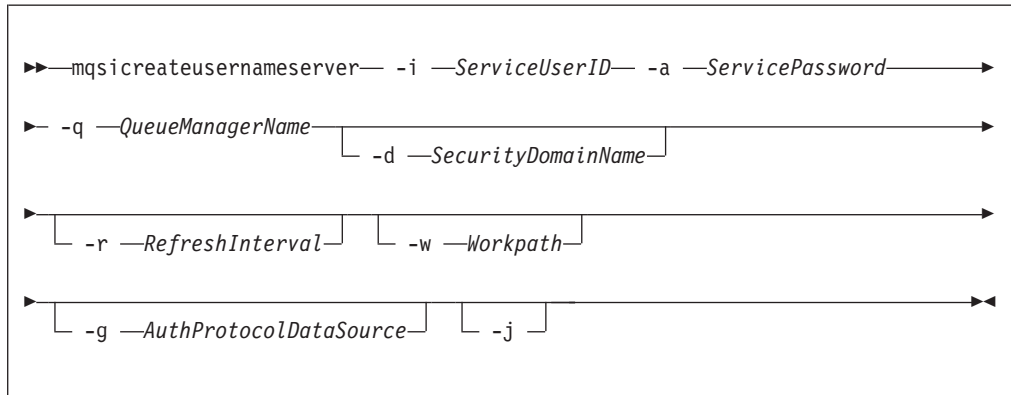 mqsicreateusernameserver -i ServiceUserID -a ServicePassword
-q QueueManagerName
-d SecurityDomainName
-r RefreshInterval -w Workpath
-g AuthProtocolDataSource -j